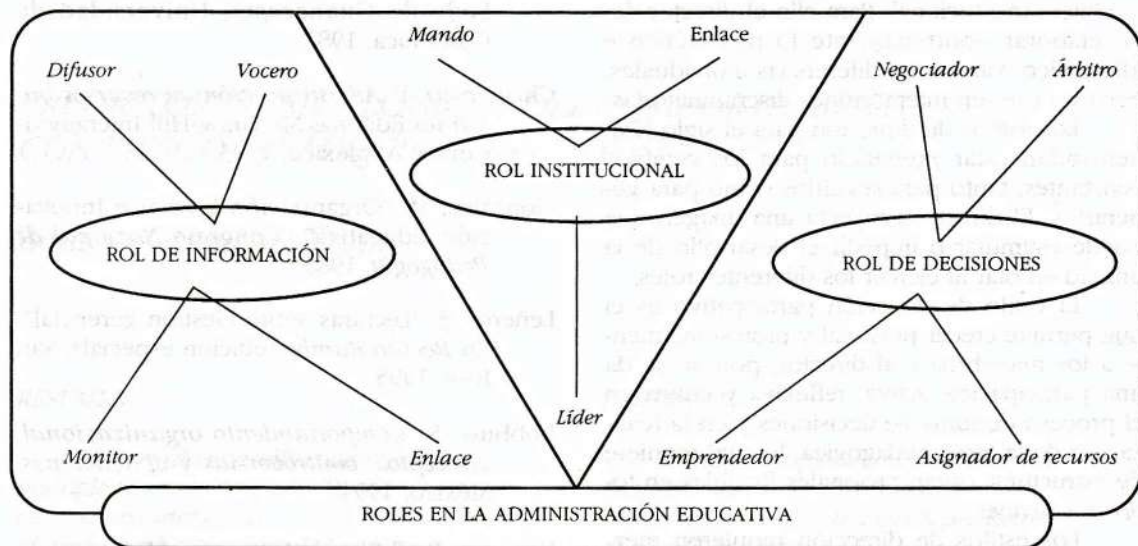 Mando Enlace
Difusor Vocero Negociador Árbitro
ROL INSTITUCIONAL
ROL DE INFORMACIÓN ROL DE DECISIONES
Líder
Monitor Enlace Emprendedor Asignador de recursos
ROLES EN LA ADMINISTRACIÓN EDUCATIVA